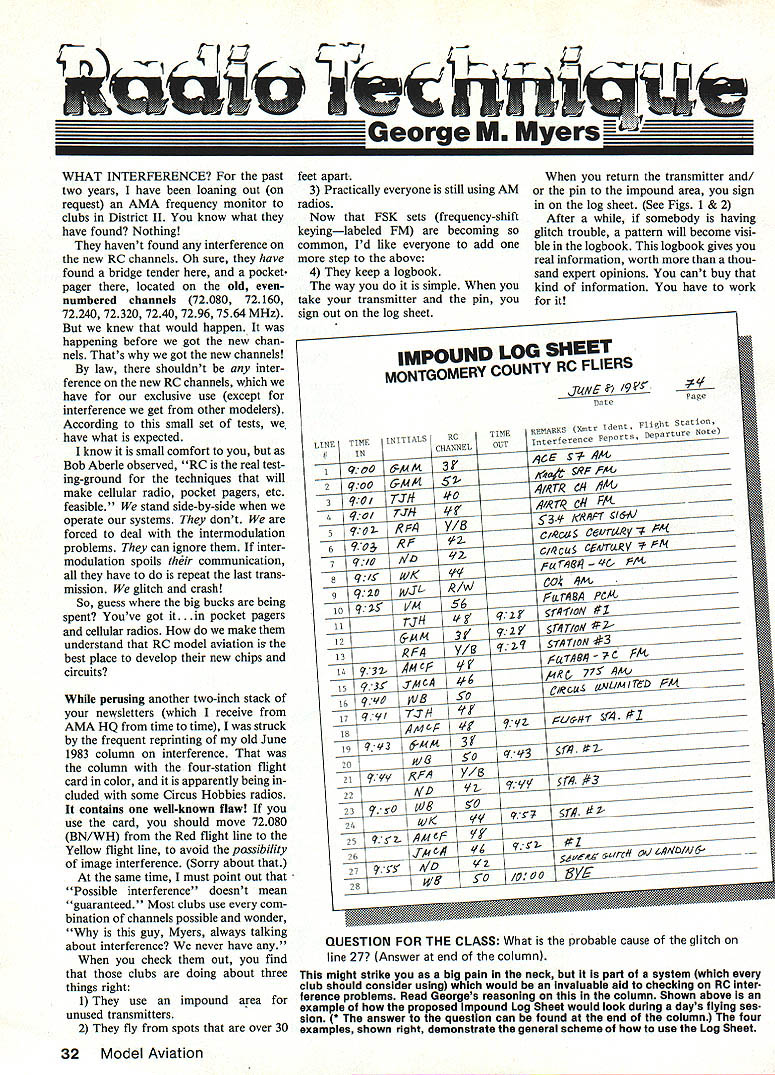 Radio Technique
George M. Myers
WHAT INTERFERENCE? For the past
two years, I have been loaning out (on
request) an AMA frequency monitor to
clubs in District II. You know what they
have found? Nothing!
They haven't found any interference on
the new RC channels. Oh sure, they have
found a bridge tender here, and a pocket-
pager there, located on the old, even-
numbered channels (72.080, 72.160,
72.240, 72.320, 72.40, 72.96, 75.64 MHz).
But we knew that would happen. It was
happening before we got the new chan-
nels. That's why we got the new channels!
By law, there shouldn't be any inter-
ference on the new RC channels, which we
have for our exclusive use (except for
interference we get from other modelers).
According to this small set of tests, we
have what is expected.
I know it is small comfort to you, but as
Bob Aberle observed, "RC is the real test-
ing-ground for the techniques that will
make cellular radio, pocket pagers, etc.
feasible." We stand side-by-side when we
operate our systems. They don't. We are
forced to deal with the intermodulation
problems. They can ignore them. If inter-
modulation spoils their communication,
all they have to do is repeat the last trans-
mission. We glitch and crash!
So, guess where the big bucks are being
spent? You've got it...in pocket pagers
and cellular radios. How do we make them
understand that RC model aviation is the
best place to develop their new chips and
circuits?
While perusing another two-inch stack of
your newsletters (which I receive from
AMA HQ from time to time), I was struck
by the frequent reprinting of my old June
1983 column on interference. That was
the column with the four-station flight
card in color, and it is apparently being in-
cluded with some Circus Hobbies radios.
It contains one well-known flaw! If you
use the card, you should move 72.080
(BN/WH) from the Red flight line to the
Yellow flight line, to avoid the possibility
of image interference. (Sorry about that.)
At the same time, I must point out that
"Possible interference" doesn't mean
"guaranteed." Most clubs use every com-
bination of channels possible and wonder,
"Why is this guy, Myers, always talking
about interference? We never have any."
When you check them out, you find
that those clubs are doing about three
things right:
1) They use an impound area for
unused transmitters.
2) They fly from spots that are over 30
feet apart.
3) Practically everyone is still using AM
radios.
Now that FSK sets (frequency-shift
keying—labeled FM) are becoming so
common, I'd like everyone to add one
more step to the above:
4) They keep a logbook.
The way you do it is simple. When you
take your transmitter and the pin, you
sign out on the log sheet.
When you return the transmitter and/
or the pin to the impound area, you sign
in on the log sheet. (See Figs. 1 & 2)
After a while, if somebody is having
glitch trouble, a pattern will become visi-
ble in the logbook. This logbook gives you
real information, worth more than a thou-
sand expert opinions. You can't buy that
kind of information. You have to work
for it!
IMPOUND LOG SHEET
MONTGOMERY COUNTY RC FLIERS
JUNE 8, 1985 74
Date Page
LINE # TIME IN INITIALS RC CHANNEL TIME OUT REMARKS (Xmtr Ident, Flight Station, Interference Reports, Departure Note)
1 9:00 GMM 38 ACE S7 AM
2 9:00 GMM 52 Kraft SRF FM
3 9:01 TJH 40 AIRTR CH AM
4 9:01 TJH 48 AIRTR CH FM
5 9:02 RFA Y/B 53.4 KRAFT SIGN
6 9:03 RF 42 CIRCUS CENTURY 7 FM
7 9:10 ND 42 CIRCUS CENTURY 7 FM
8 9:15 WK 44 FUTABA - 4C FM
9 9:20 WJL R/W COX AM
10 9:25 VM 56 FUTABA PCM
11 TJH 48 9:28 STATION #1
12 GMM 38 9:28 STATION #2
13 RFA Y/B 9:29 STATION #3
14 9:32 AMCF 48 FUTABA - 7C FM
15 9:35 JMCA 46 MRC 775 AM
16 9:40 WB 50 CIRCUS UNLIMITED FM
17 9:41 TJH 48
18 AMCF 48 9:42 FLIGHT STA. #1
19 9:43 GMM 38
20 WB 50 9:43 STA. #2
21 9:44 RFA Y/B
22 ND 42 9:44 STA. #3
23 9:50 WB 50
24 WK 44 9:57 STA. #2
25 9:52 AMCF 48
26 JMCA 46 9:52 #1
27 9:55 ND 42 SEVERE GLITCH ON LANDING
28 WB 50 10:00 BYE
QUESTION FOR THE CLASS: What is the probable cause of the glitch on
line 27? (Answer at end of the column).
This might strike you as a big pain in the neck, but it is part of a system (which every
club should consider using) which would be an invaluable aid to checking on RC inter-
ference problems. Read George's reasoning on this in the column. Shown above is an
example of how the proposed Impound Log Sheet would look during a day's flying ses-
sion. (* The answer to the question can be found at the end of the column.) The four
examples, shown right, demonstrate the general scheme of how to use the Log Sheet.
32 Model Aviation